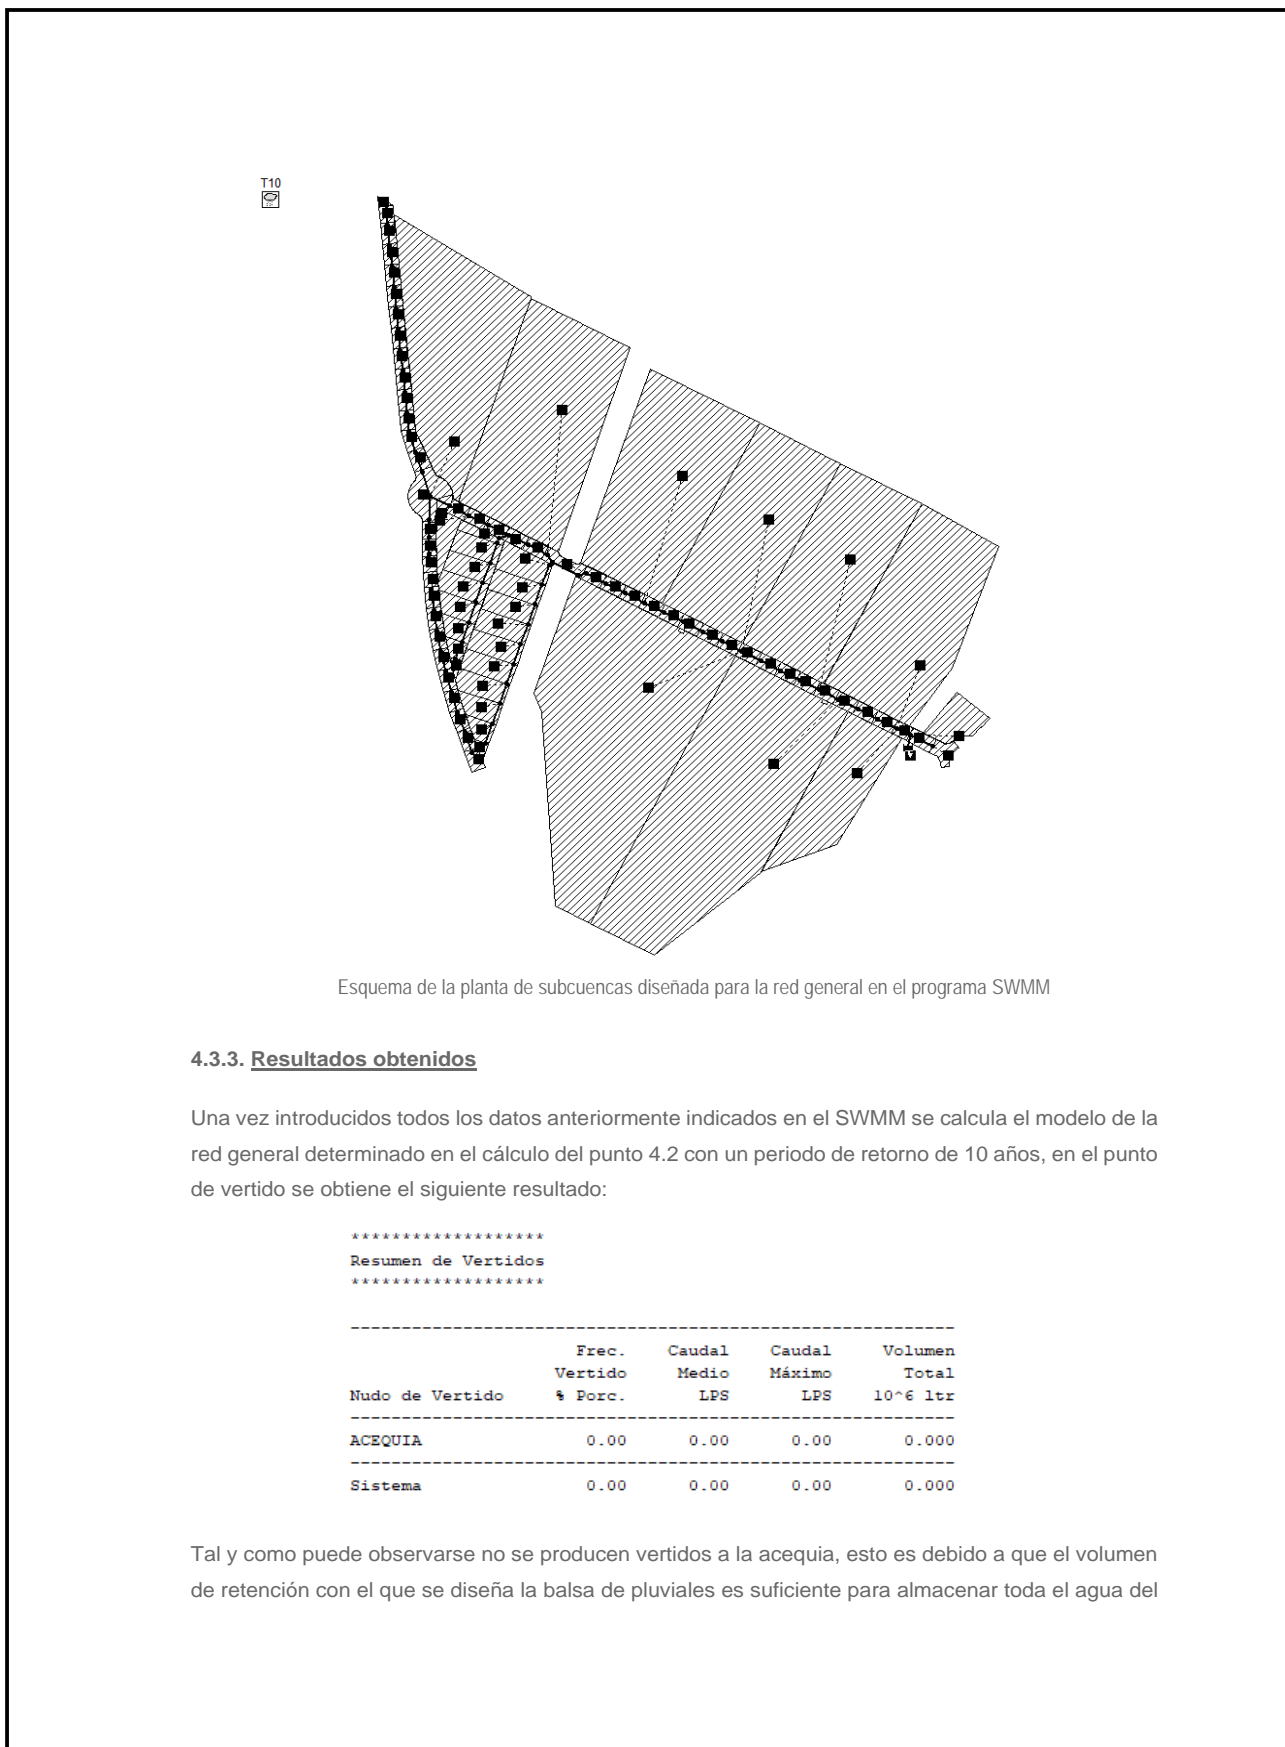 T10
Esquema de la planta de subcuencas diseñada para la red general en el programa SWMM
4.3.3. Resultados obtenidos
Una vez introducidos todos los datos anteriormente indicados en el SWMM se calcula el modelo de la
red general determinado en el cálculo del punto 4.2 con un periodo de retorno de 10 años, en el punto
de vertido se obtiene el siguiente resultado:
*******************
Resumen de Vertidos
*******************
-----------------------------------------------------------
Frec. Caudal Caudal Volumen
Vertido Medio Máximo Total
Nudo de Vertido % Porc. LPS LPS 10^6 ltr
-----------------------------------------------------------
ACEQUIA 0.00 0.00 0.00 0.000
-----------------------------------------------------------
Sistema 0.00 0.00 0.00 0.000
Tal y como puede observarse no se producen vertidos a la acequia, esto es debido a que el volumen
de retención con el que se diseña la balsa de pluviales es suficiente para almacenar toda el agua del